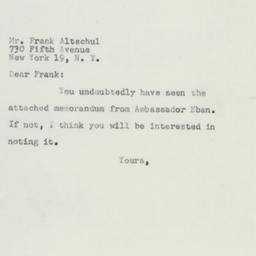 Mr. Frank Altschul
730 Fifth Avenue
New York 19, N. Y.
Dear Frank:
You undoubtedly have seen the
attached memorandum from Ambassador Eban.
If not, I think you will be interested in
noting it.
Yours,